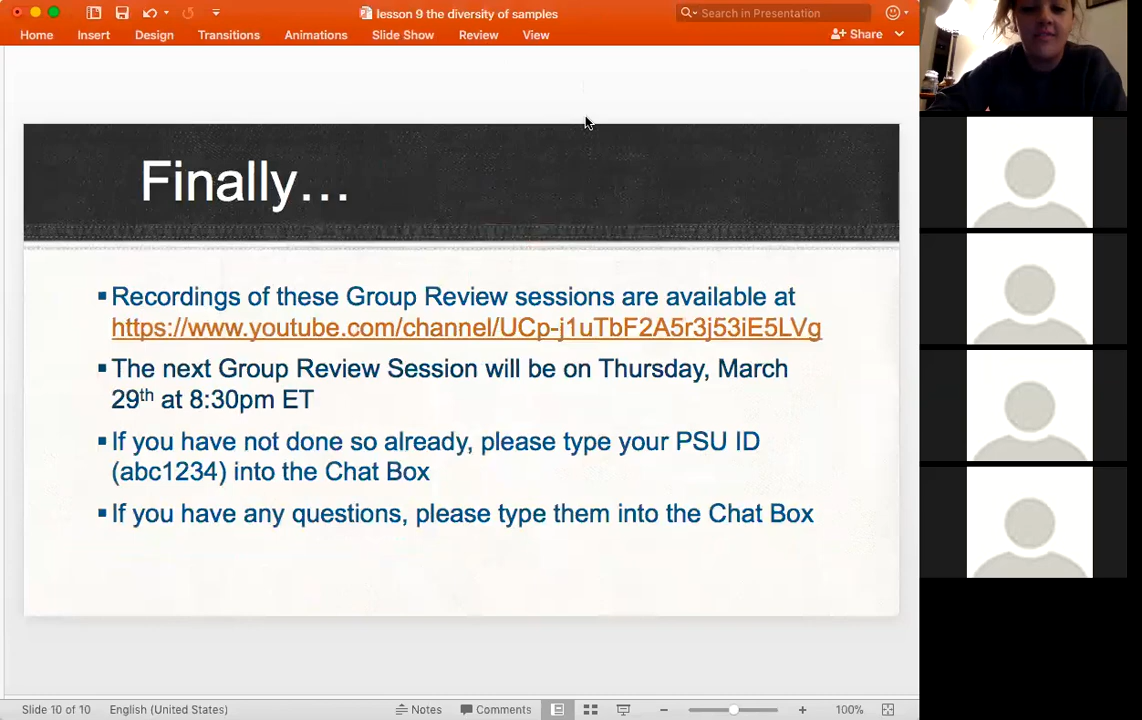 lesson 9 the diversity of samples
Search in Presentation
Home Insert Design Transitions Animations Slide Show Review View
Share
Finally…
▪ Recordings of these Group Review sessions are available at
https://www.youtube.com/channel/UCp-j1uTbF2A5r3j53iE5LVg
▪ The next Group Review Session will be on Thursday, March
29th at 8:30pm ET
▪ If you have not done so already, please type your PSU ID
(abc1234) into the Chat Box
▪ If you have any questions, please type them into the Chat Box
Slide 10 of 10 English (United States) Notes Comments 100%